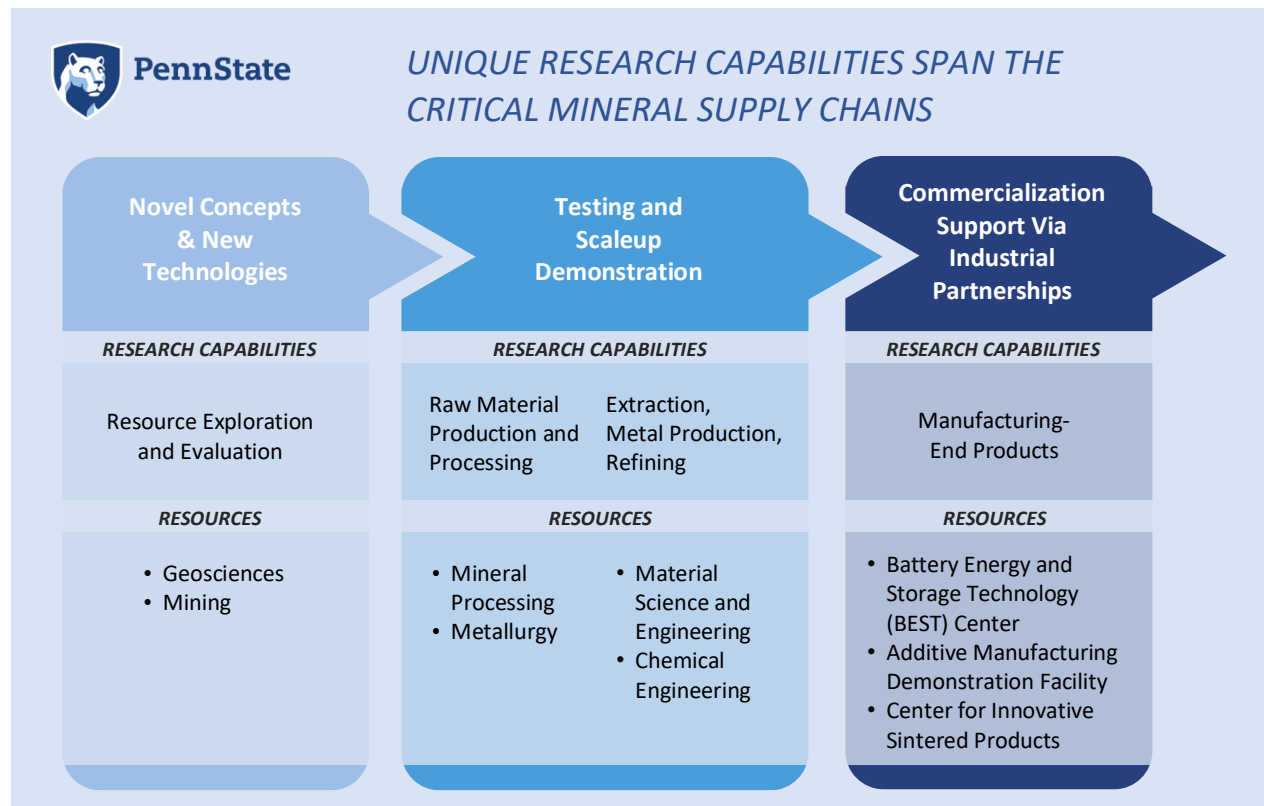 PennState
UNIQUE RESEARCH CAPABILITIES SPAN THE
CRITICAL MINERAL SUPPLY CHAINS
Novel Concepts
& New
Technologies
RESEARCH CAPABILITIES
Resource Exploration
and Evaluation
RESOURCES
• Geosciences
• Mining
Testing and
Scaleup
Demonstration
RESEARCH CAPABILITIES
Raw Material
Production and
Processing
Extraction,
Metal Production,
Refining
RESOURCES
• Mineral
Processing
• Metallurgy
• Material
Science and
Engineering
• Chemical
Engineering
Commercialization
Support Via
Industrial
Partnerships
RESEARCH CAPABILITIES
Manufacturing-
End Products
RESOURCES
• Battery Energy and
Storage Technology
(BEST) Center
• Additive Manufacturing
Demonstration Facility
• Center for Innovative
Sintered Products